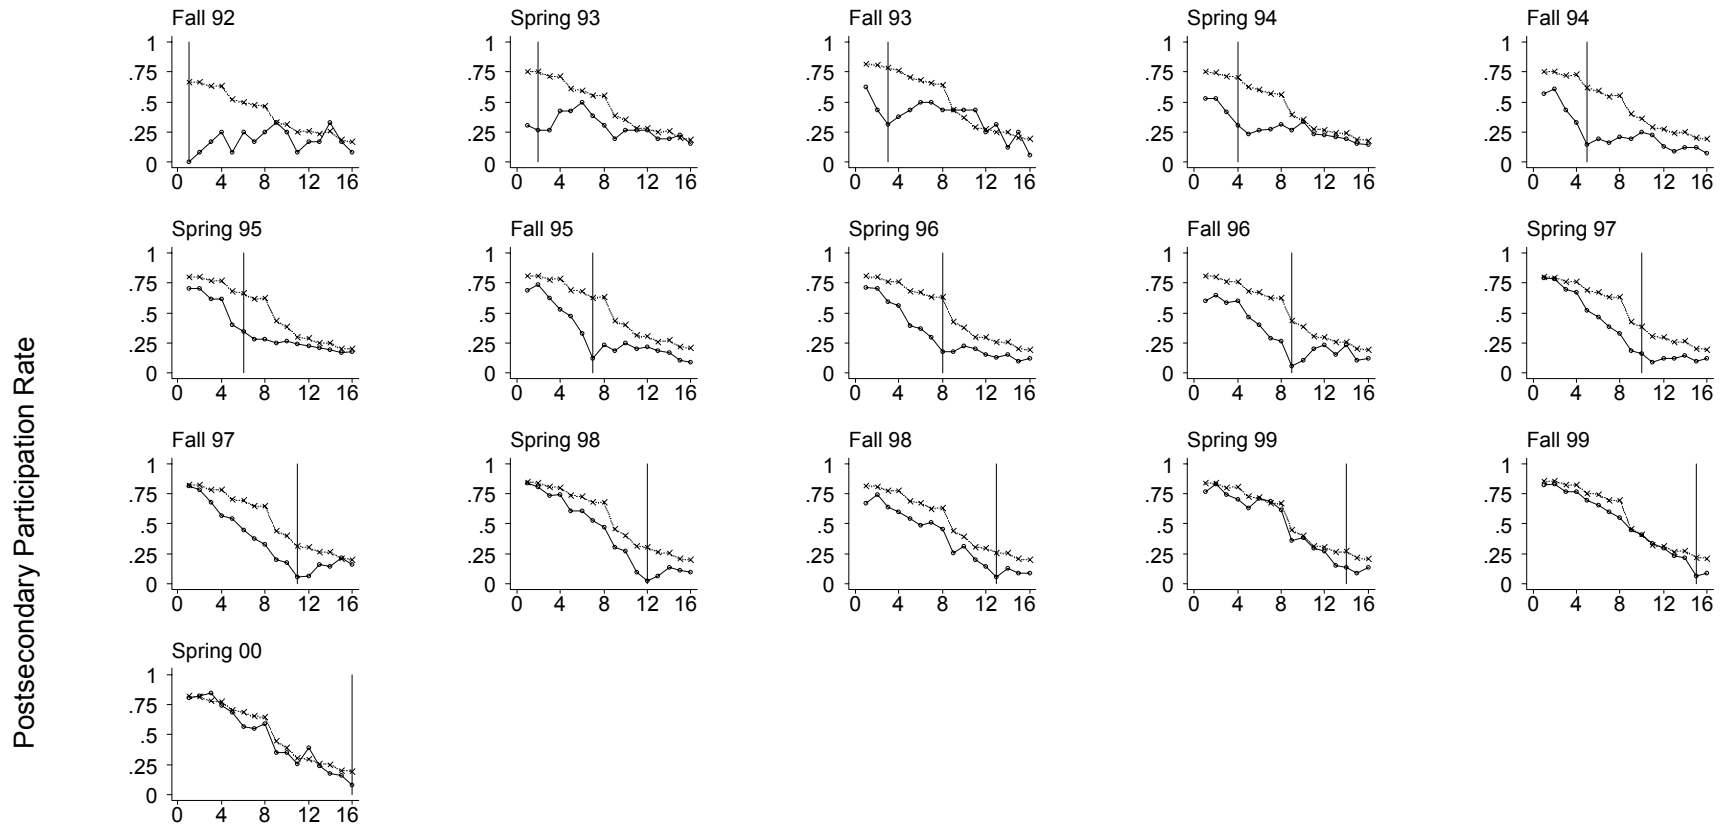 Postsecondary Participation Rate
Fall 92
1
.75
.5
.25
0
0 4 8 12 16
Spring 93
1
.75
.5
.25
0
0 4 8 12 16
Fall 93
1
.75
.5
.25
0
0 4 8 12 16
Spring 94
1
.75
.5
.25
0
0 4 8 12 16
Fall 94
1
.75
.5
.25
0
0 4 8 12 16
Spring 95
1
.75
.5
.25
0
0 4 8 12 16
Fall 95
1
.75
.5
.25
0
0 4 8 12 16
Spring 96
1
.75
.5
.25
0
0 4 8 12 16
Fall 96
1
.75
.5
.25
0
0 4 8 12 16
Spring 97
1
.75
.5
.25
0
0 4 8 12 16
Fall 97
1
.75
.5
.25
0
0 4 8 12 16
Spring 98
1
.75
.5
.25
0
0 4 8 12 16
Fall 98
1
.75
.5
.25
0
0 4 8 12 16
Spring 99
1
.75
.5
.25
0
0 4 8 12 16
Fall 99
1
.75
.5
.25
0
0 4 8 12 16
Spring 00
1
.75
.5
.25
0
0 4 8 12 16